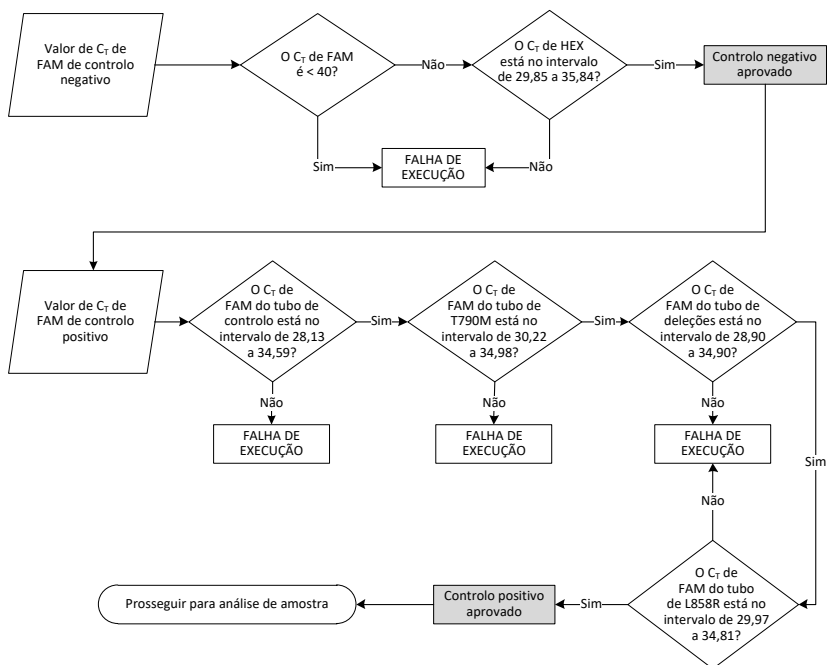 Valor de CT de
FAM de controlo
negativo
O CT de FAM
é < 40?
Não
O CT de HEX
está no intervalo
de 29,85 a 35,84?
Sim
Controlo negativo
aprovado
Sim
FALHA DE
EXECUÇÃO
Não
Valor de CT de
FAM de controlo
positivo
O CT de
FAM do tubo de
controlo está no
intervalo de 28,13
a 34,59?
Sim
O CT de
FAM do tubo de
T790M está no
intervalo de 30,22
a 34,98?
Sim
O CT de
FAM do tubo de
deleções está no
intervalo de 28,90
a 34,90?
Não
Não
Não
FALHA DE
EXECUÇÃO
FALHA DE
EXECUÇÃO
FALHA DE
EXECUÇÃO
Sim
Não
O CT de
FAM do tubo
de L858R está no
intervalo de 29,97
a 34,81?
Sim
Controlo positivo
aprovado
Prosseguir para análise de amostra